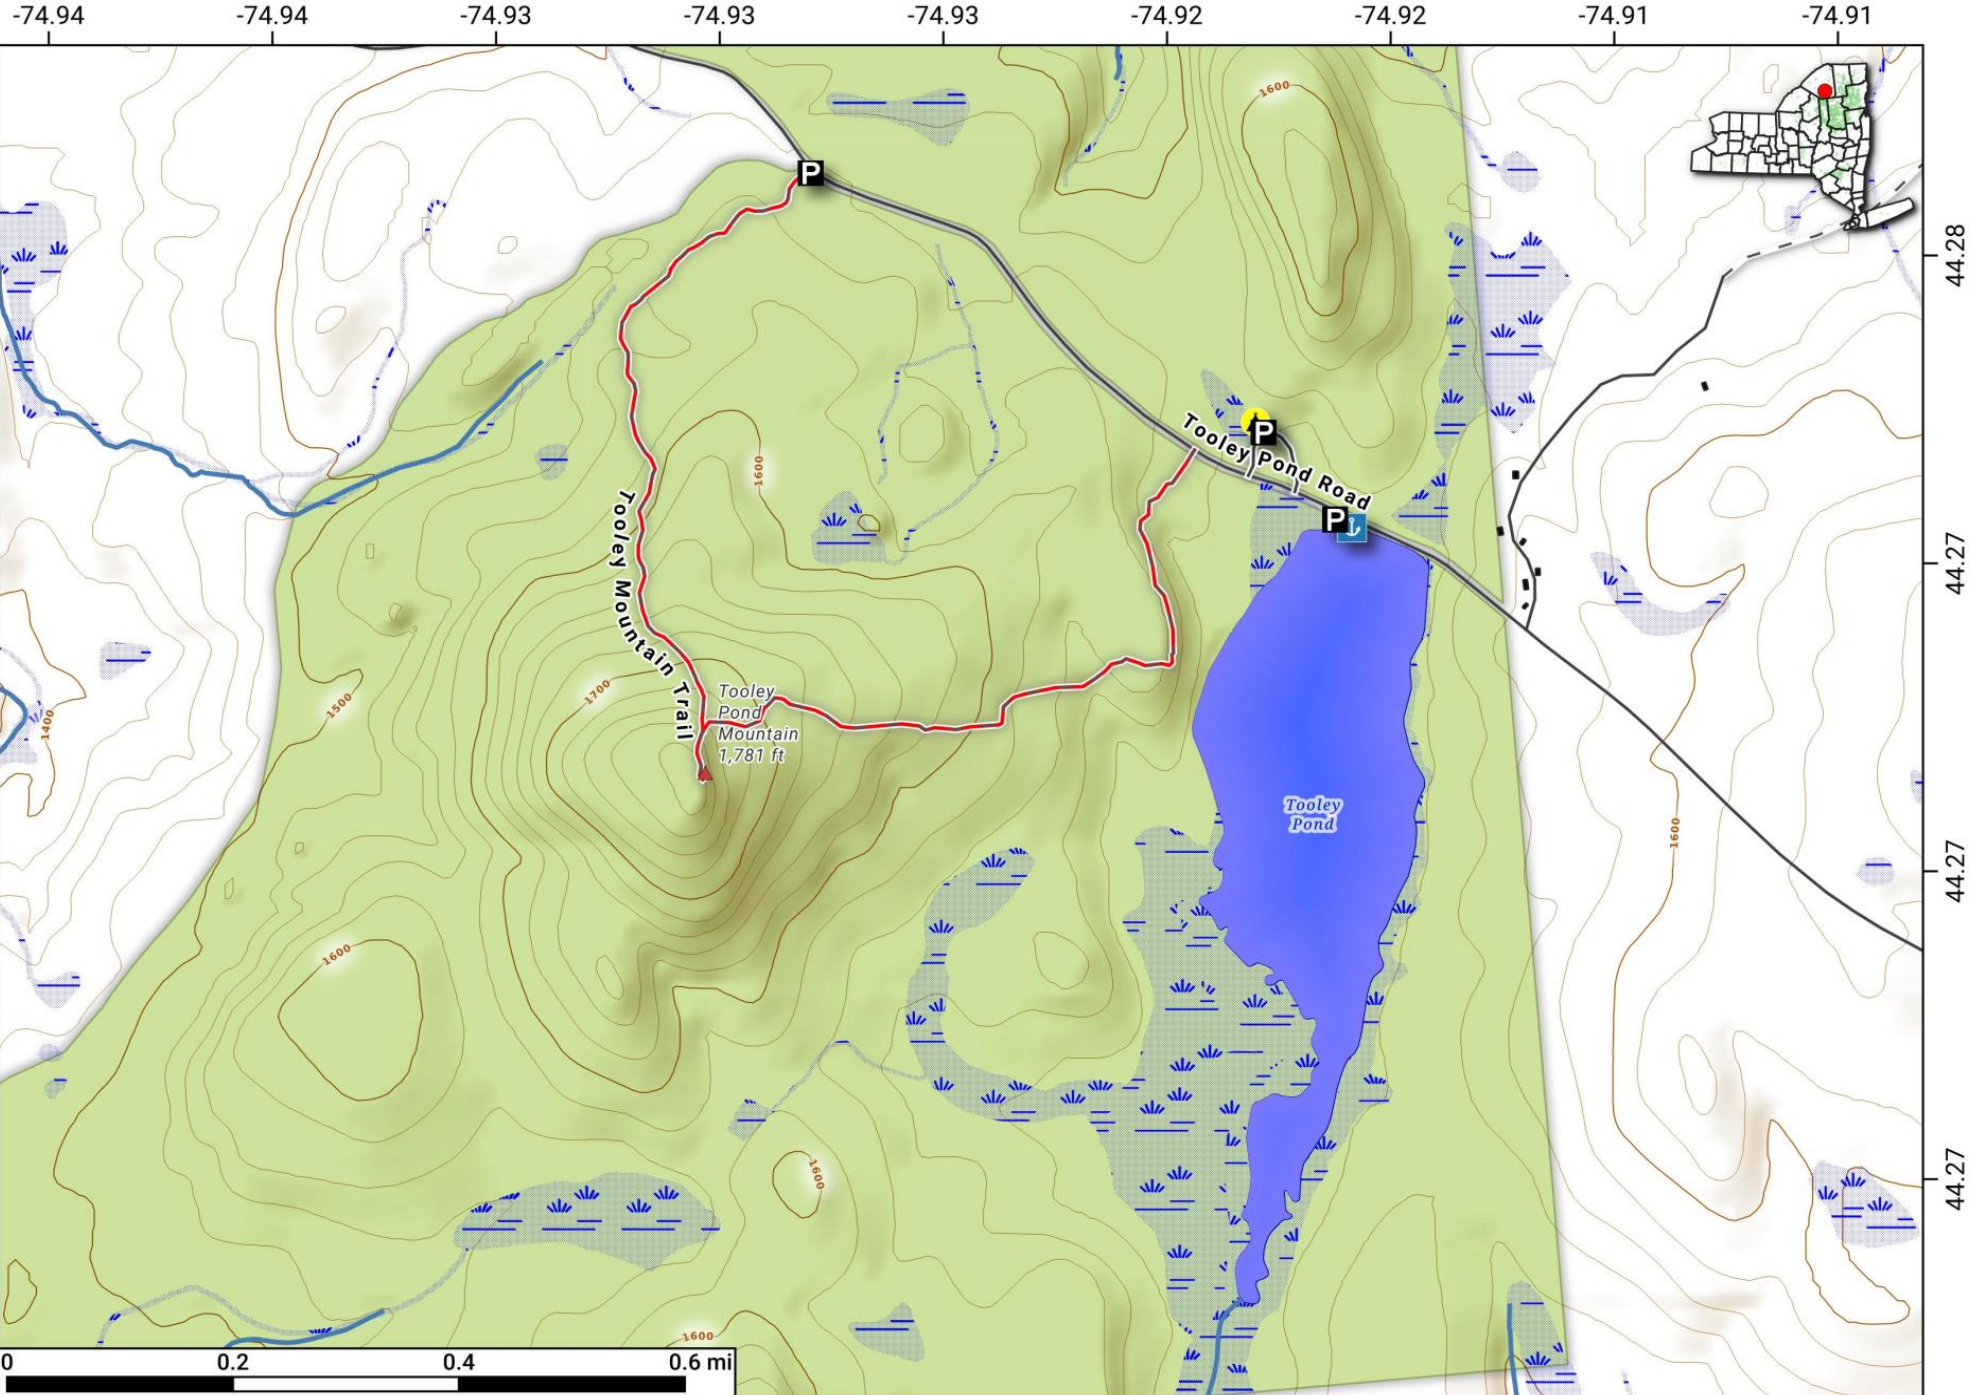 -74.94
-74.94
-74.93
-74.93
-74.93
-74.92
-74.92
-74.91
-74.91
1600
P
44.28
P
Tooley Pond Road
1600
Tooley Mountain Trail
P
44.27
1700
Tooley
Pond
Mountain
1,781 ft
1500
1400
Tooley
Pond
1600
44.27
1600
1600
44.27
1600
0
0.2
0.4
0.6 mi